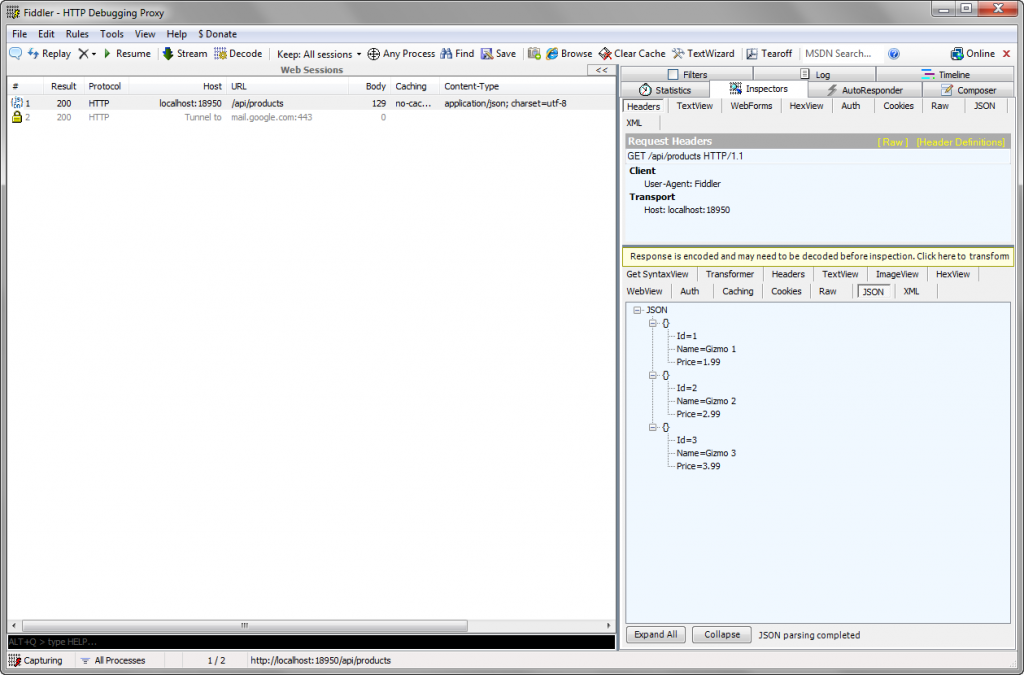 Fiddler - HTTP Debugging Proxy
File Edit Rules Tools View Help $ Donate
Replay Resume Stream Decode Keep: All sessions Any Process Find Save Browse Clear Cache TextWizard Tearoff MSDN Search... Online
Web Sessions <<
# Result Protocol Host URL Body Caching Content-Type
1 200 HTTP localhost:18950 /api/products 129 no-cac... application/json; charset=utf-8
2 200 HTTP Tunnel to mail.google.com:443 0
Filters Log Timeline
Statistics Inspectors AutoResponder Composer
Headers TextView WebForms HexView Auth Cookies Raw JSON
XML
Request Headers [ Raw ] [Header Definitions]
GET /api/products HTTP/1.1
Client
User-Agent: Fiddler
Transport
Host: localhost:18950
Response is encoded and may need to be decoded before inspection. Click here to transform
Get SyntaxView Transformer Headers TextView ImageView HexView
WebView Auth Caching Cookies Raw JSON XML
JSON
{}
Id=1
Name=Gizmo 1
Price=1.99
{}
Id=2
Name=Gizmo 2
Price=2.99
{}
Id=3
Name=Gizmo 3
Price=3.99
Expand All Collapse JSON parsing completed
ALT+Q > type HELP...
Capturing All Processes 1 / 2 http://localhost:18950/api/products